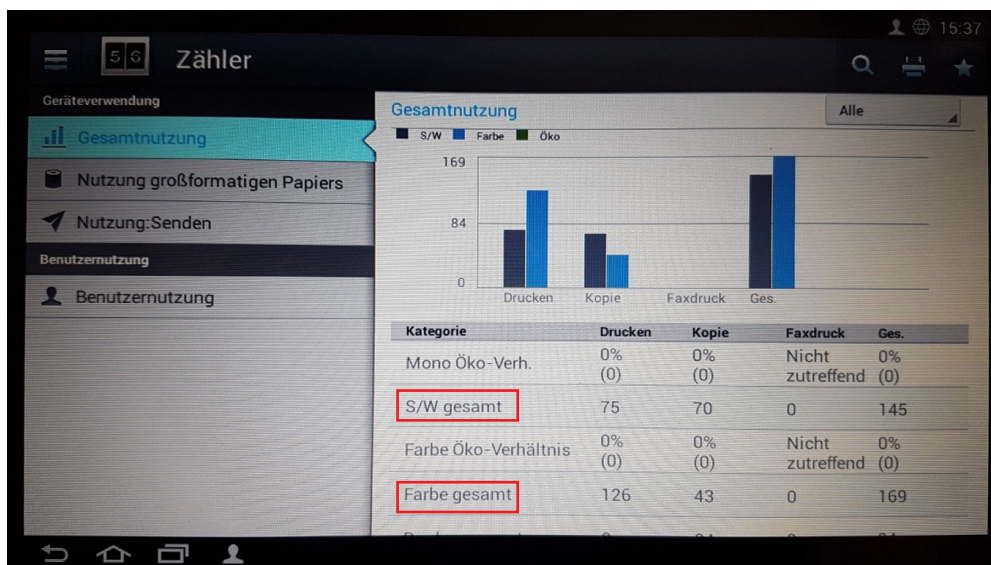 15:37
5 6 Zähler
Geräteverwendung
Gesamtnutzung
Nutzung großformatigen Papiers
Nutzung:Senden
Benutzernutzung
Benutzernutzung
Gesamtnutzung Alle
S/W Farbe Öko
169
84
0
Drucken Kopie Faxdruck Ges.
Kategorie Drucken Kopie Faxdruck Ges.
Mono Öko-Verh. 0% 0% Nicht 0%
(0) (0) zutreffend (0)
S/W gesamt 75 70 0 145
Farbe Öko-Verhältnis 0% 0% Nicht 0%
(0) (0) zutreffend (0)
Farbe gesamt 126 43 0 169